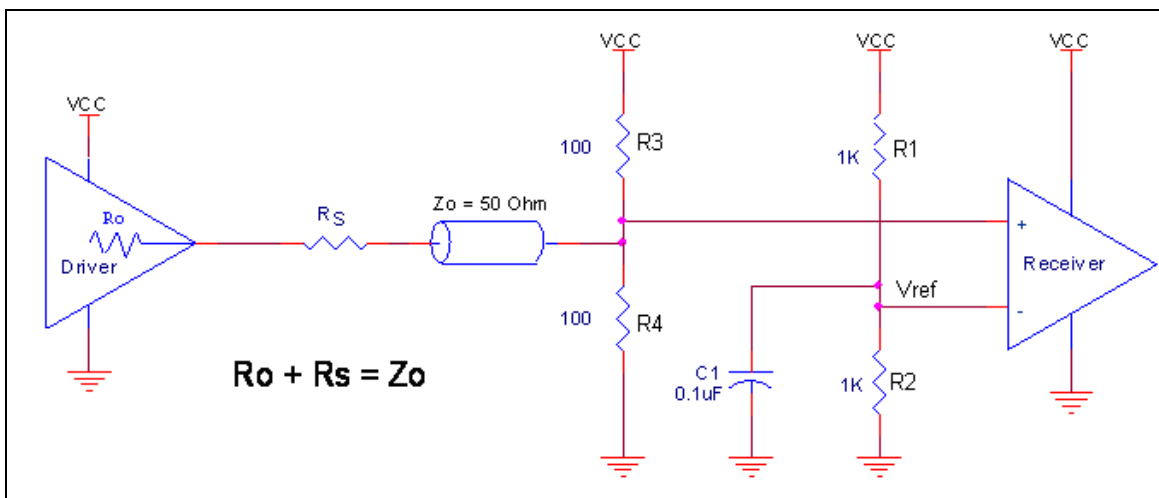 VCC
VCC
VCC
VCC
100
R3
1K
R1
Zo = 50 Ohm
Ro
RS
+
Driver
Receiver
Vref
-
100
R4
Ro + Rs = Zo
C1
0.1uF
1K
R2